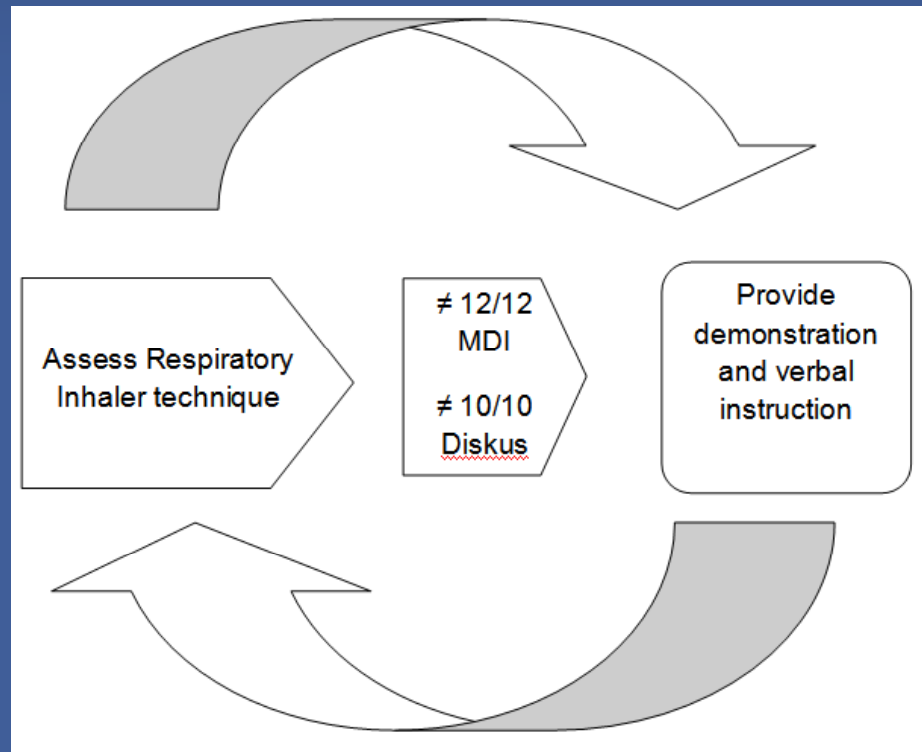 Assess Respiratory
Inhaler technique
≠ 12/12
MDI
≠ 10/10
Diskus
Provide
demonstration
and verbal
instruction